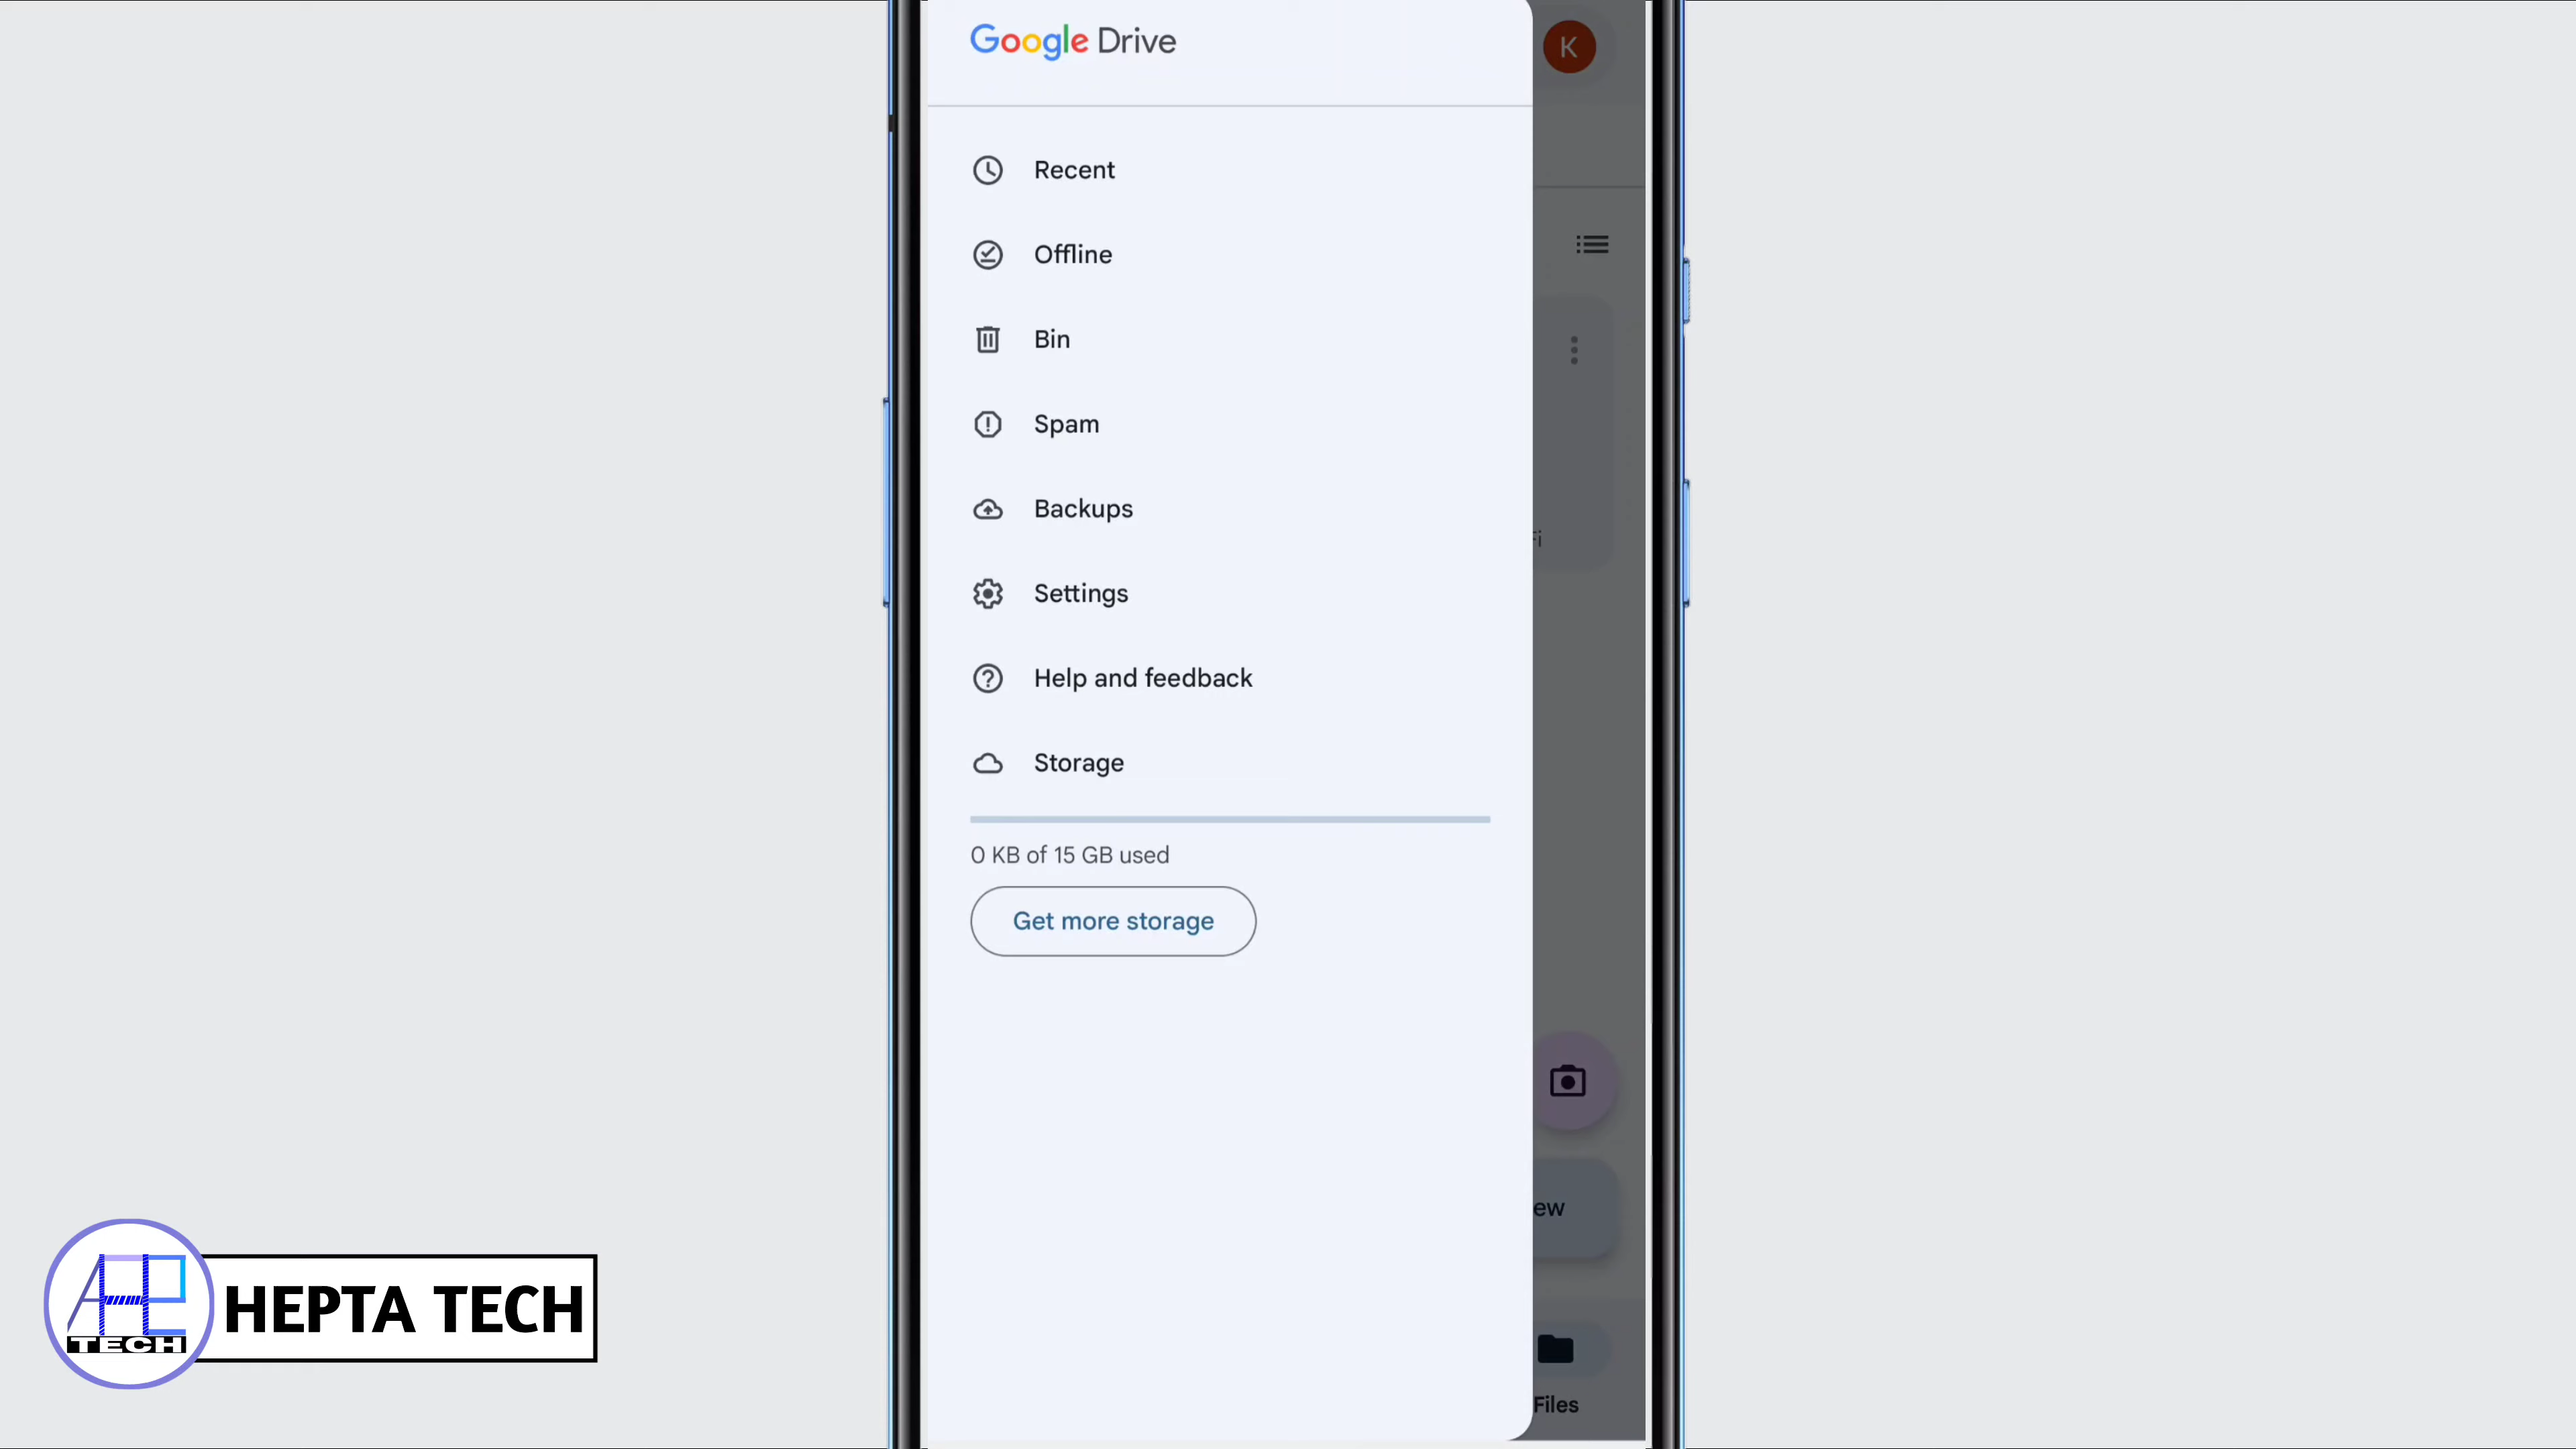 Google Drive
K
Recent
Offline
Bin
Spam
Backups
Fi
Settings
Help and feedback
Storage
0 KB of 15 GB used
Get more storage
ew
Files
TECH
HEPTA TECH